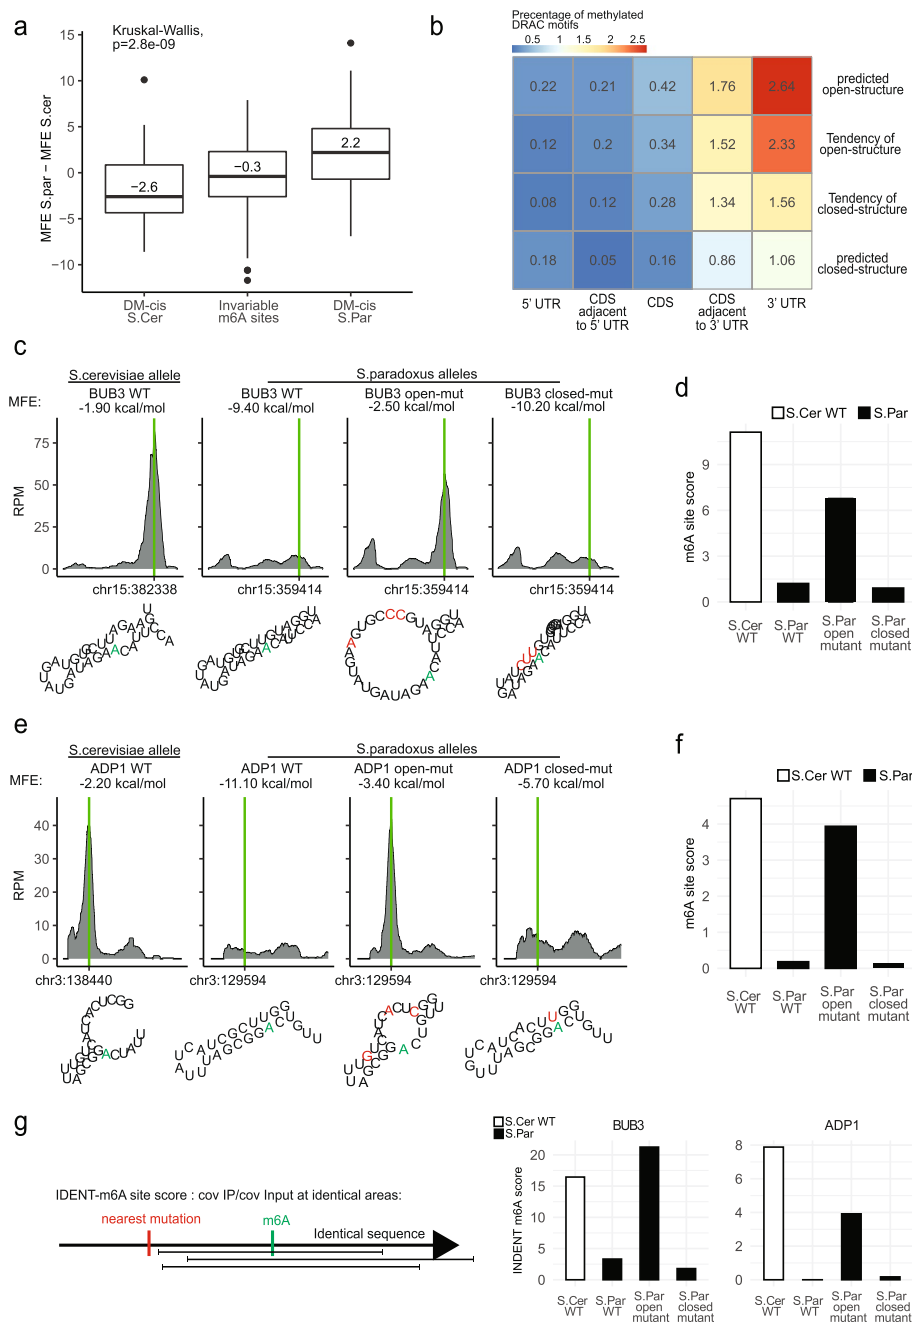 a
Kruskal-Wallis,
p=2.8e-09
MFE S.par − MFE S.cer
15
10
5
0
−5
−10
−2.6
−0.3
2.2
DM-cis
S.Cer
Invariable
m6A sites
DM-cis
S.Par
b
Precentage of methylated
DRAC motifs
0.5 1 1.5 2 2.5
0.22 0.21 0.42 1.76 2.64
predicted
open-structure
0.12 0.2 0.34 1.52 2.33
Tendency of
open-structure
0.08 0.12 0.28 1.34 1.56
Tendency of
closed-structure
0.18 0.05 0.16 0.86 1.06
predicted
closed-structure
5' UTR
CDS
adjacent
to 5' UTR
CDS
CDS
adjacent
to 3' UTR
3' UTR
c
S.cerevisiae allele
S.paradoxus alleles
MFE:
BUB3 WT
-1.90 kcal/mol
BUB3 WT
-9.40 kcal/mol
BUB3 open-mut
-2.50 kcal/mol
BUB3 closed-mut
-10.20 kcal/mol
RPM
75
50
25
0
chr15:382338
chr15:359414
chr15:359414
chr15:359414
d
S.Cer WT
S.Par
m6A site score
9
6
3
0
S.Cer
WT
S.Par
WT
S.Par
open
mutant
S.Par
closed
mutant
e
S.cerevisiae allele
S.paradoxus alleles
MFE:
ADP1 WT
-2.20 kcal/mol
ADP1 WT
-11.10 kcal/mol
ADP1 open-mut
-3.40 kcal/mol
ADP1 closed-mut
-5.70 kcal/mol
RPM
40
30
20
10
0
chr3:138440
chr3:129594
chr3:129594
chr3:129594
f
S.Cer WT
S.Par
m6A site score
4
3
2
1
0
S.Cer
WT
S.Par
WT
S.Par
open
mutant
S.Par
closed
mutant
g
IDENT-m6A site score : cov IP/cov Input at identical areas:
nearest mutation
m6A
Identical sequence
S.Cer WT
S.Par
BUB3
INDENT m6A score
20
15
10
5
0
S.Cer
WT
S.Par
WT
S.Par
open
mutant
S.Par
closed
mutant
ADP1
8
6
4
2
0
S.Cer
WT
S.Par
WT
S.Par
open
mutant
S.Par
closed
mutant